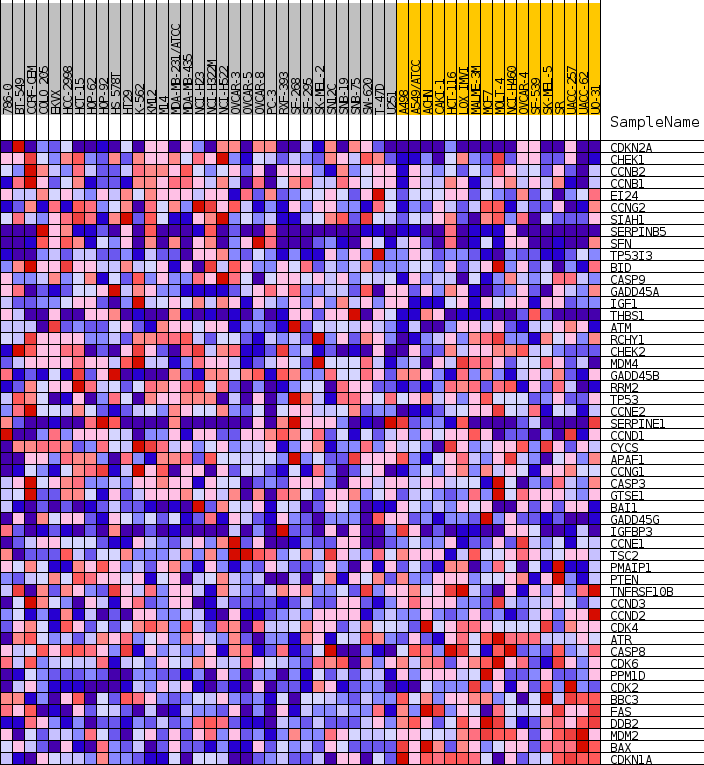 786-0
BT-549
CCRF-CEM
COLO 205
EKVX
HCC-2998
HCT-15
HOP-62
HOP-92
HS 578T
HT29
K-562
KM12
M14
MDA-MB-231/ATCC
MDA-MB-435
NCI-H23
NCI-H322M
NCI-H522
OVCAR-3
OVCAR-5
OVCAR-8
PC-3
RXF-393
SF-268
SF-295
SK-MEL-2
SN12C
SNB-19
SNB-75
SW-620
T-47D
U251
A498
A549/ATCC
ACHN
CAKI-1
HCT-116
LOX IMVI
MALME-3M
MCF7
MOLT-4
NCI-H460
OVCAR-4
SF-539
SK-MEL-5
SR
UACC-257
UACC-62
UO-31
SampleName
CDKN2A
CHEK1
CCNB2
CCNB1
EI24
CCNG2
SIAH1
SERPINB5
SFN
TP53I3
BID
CASP9
GADD45A
IGF1
THBS1
ATM
RCHY1
CHEK2
MDM4
GADD45B
RRM2
TP53
CCNE2
SERPINE1
CCND1
CYCS
APAF1
CCNG1
CASP3
GTSE1
BAI1
GADD45G
IGFBP3
CCNE1
TSC2
PMAIP1
PTEN
TNFRSF10B
CCND3
CCND2
CDK4
ATR
CASP8
CDK6
PPM1D
CDK2
BBC3
FAS
DDB2
MDM2
BAX
CDKN1A